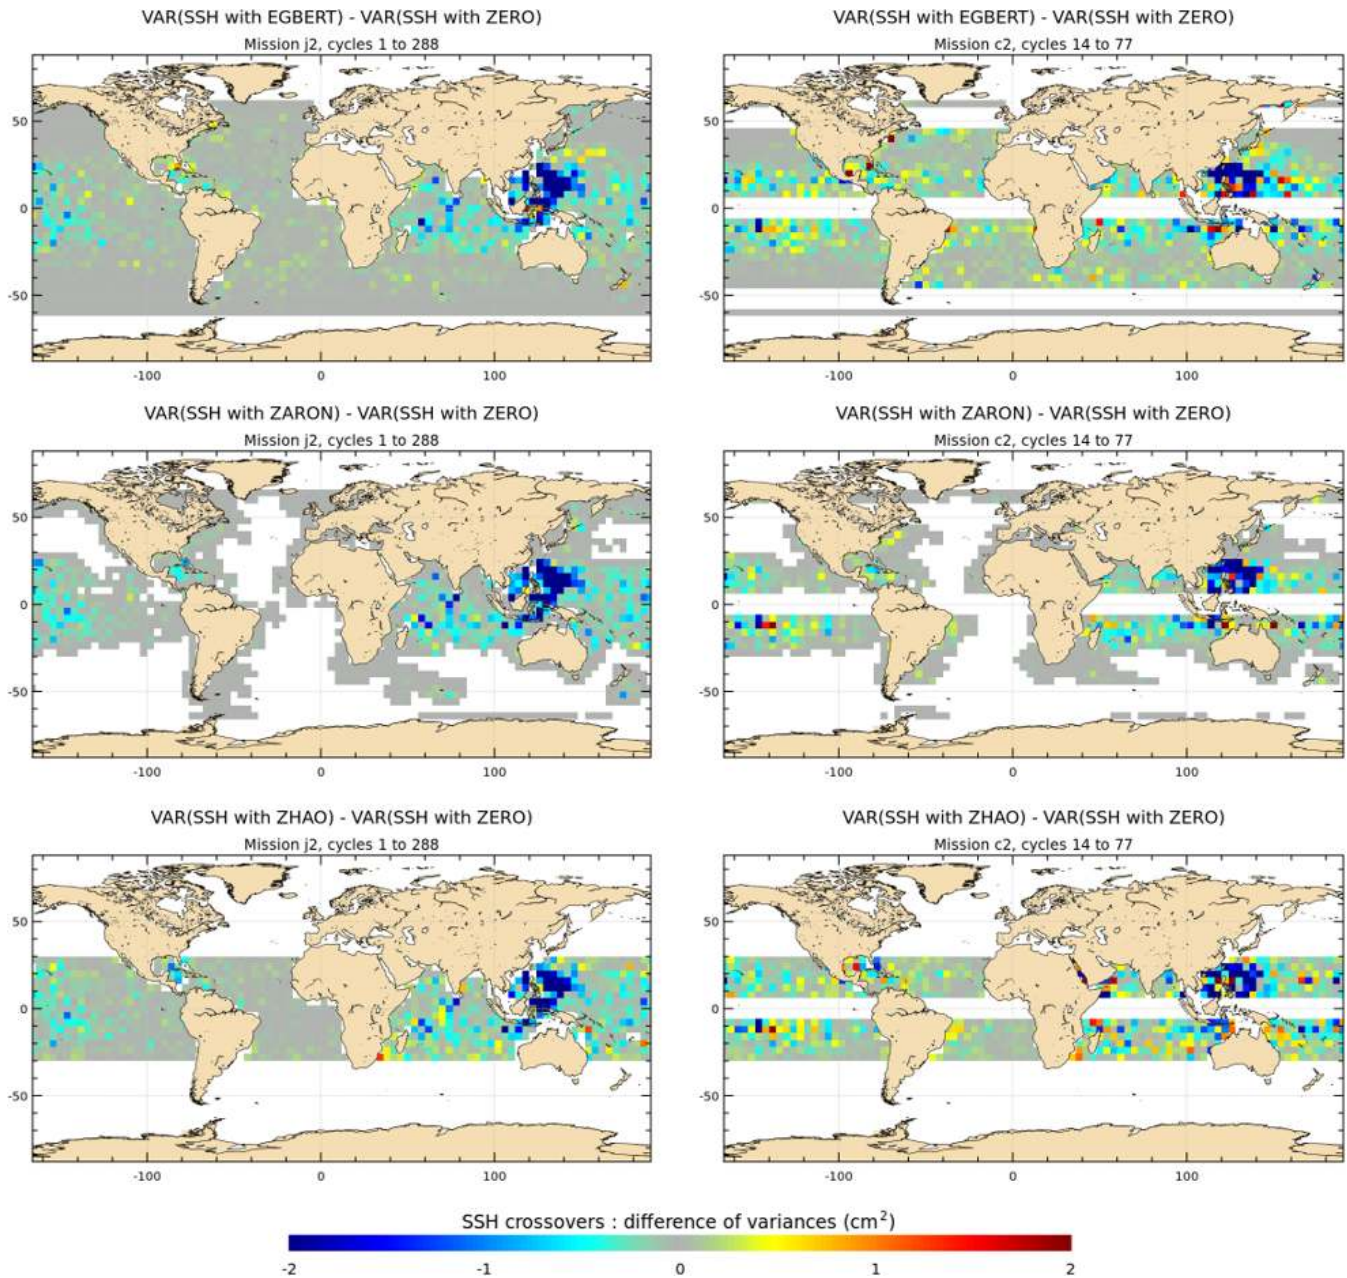 VAR(SSH with EGBERT) - VAR(SSH with ZERO)
Mission j2, cycles 1 to 288
50
0
-50
-100 0 100
VAR(SSH with EGBERT) - VAR(SSH with ZERO)
Mission c2, cycles 14 to 77
50
0
-50
-100 0 100
VAR(SSH with ZARON) - VAR(SSH with ZERO)
Mission j2, cycles 1 to 288
50
0
-50
-100 0 100
VAR(SSH with ZARON) - VAR(SSH with ZERO)
Mission c2, cycles 14 to 77
50
0
-50
-100 0 100
VAR(SSH with ZHAO) - VAR(SSH with ZERO)
Mission j2, cycles 1 to 288
50
0
-50
-100 0 100
VAR(SSH with ZHAO) - VAR(SSH with ZERO)
Mission c2, cycles 14 to 77
50
0
-50
-100 0 100
SSH crossovers : difference of variances (cm²)
-2 -1 0 1 2